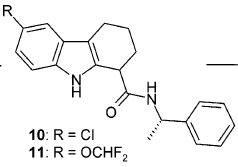 R
N
H
O
H
N
10: R = Cl
11: R = OCHF₂